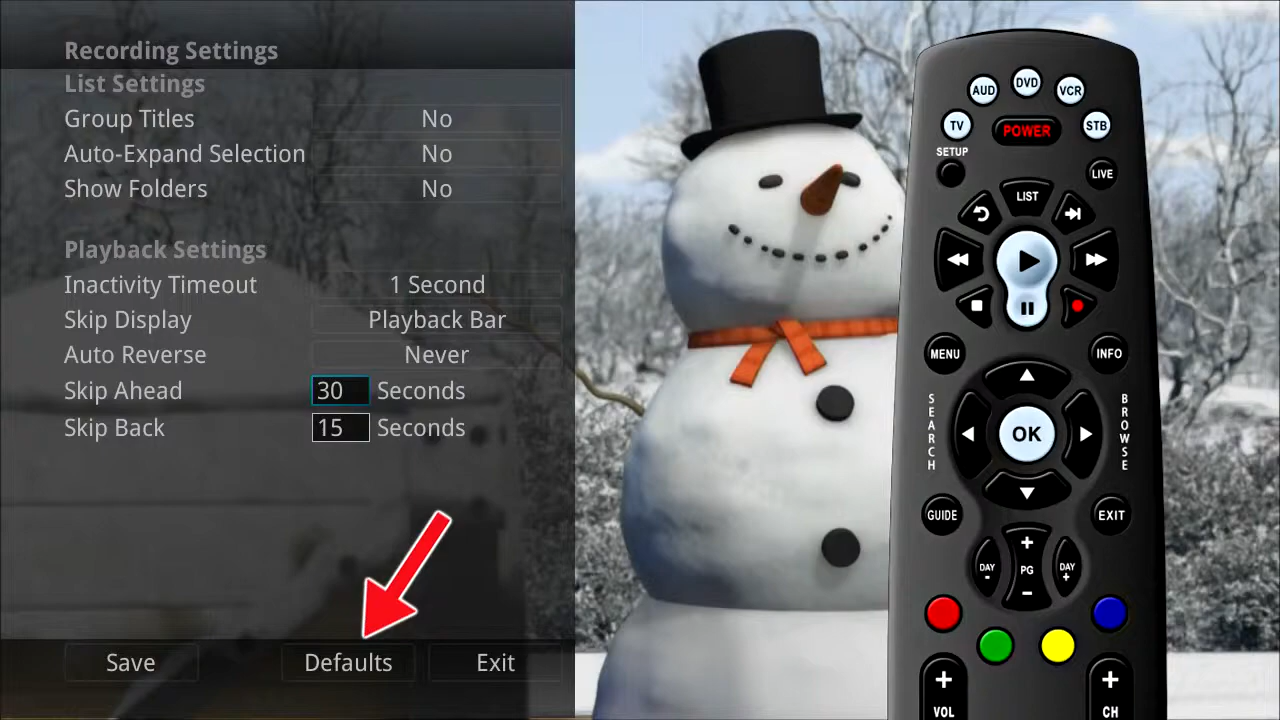 Recording Settings
List Settings
Group Titles No
Auto-Expand Selection No
Show Folders No
Playback Settings
Inactivity Timeout 1 Second
Skip Display Playback Bar
Auto Reverse Never
Skip Ahead 30 Seconds
Skip Back 15 Seconds
Save Defaults Exit
AUD DVD VCR
TV POWER STB
SETUP
LIVE
LIST
MENU INFO
SEARCH OK BROWSE
GUIDE EXIT
+
DAY - PG DAY +
-
+ +
VOL CH